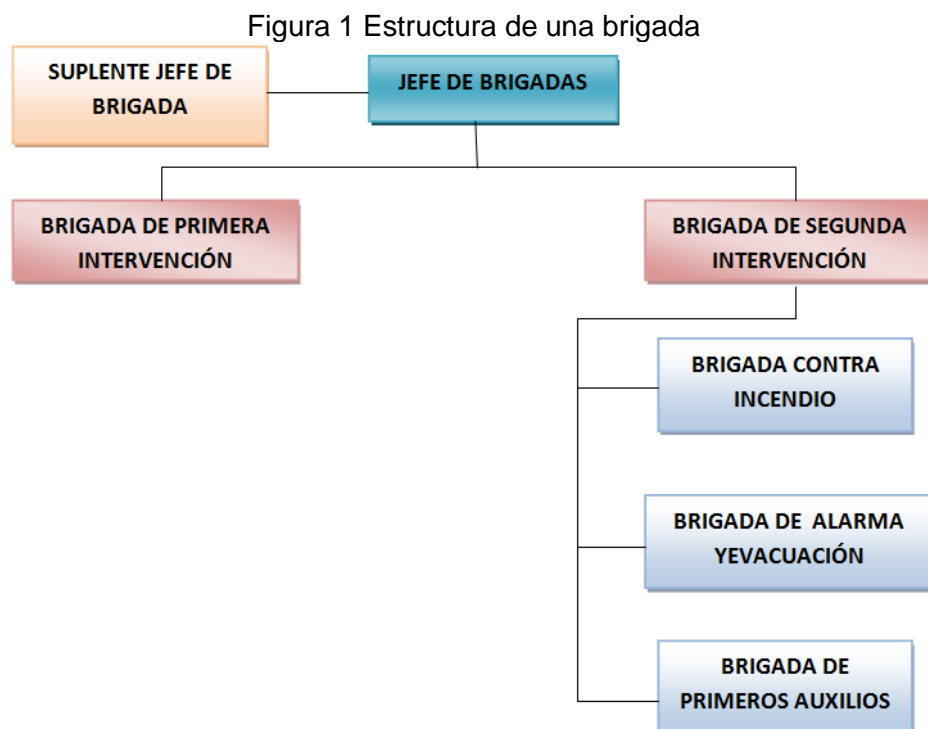 Figura 1 Estructura de una brigada
SUPLENTE JEFE DE
BRIGADA
JEFE DE BRIGADAS
BRIGADA DE PRIMERA
INTERVENCIÓN
BRIGADA DE SEGUNDA
INTERVENCIÓN
BRIGADA CONTRA
INCENDIO
BRIGADA DE ALARMA
YEVACUACIÓN
BRIGADA DE
PRIMEROS AUXILIOS